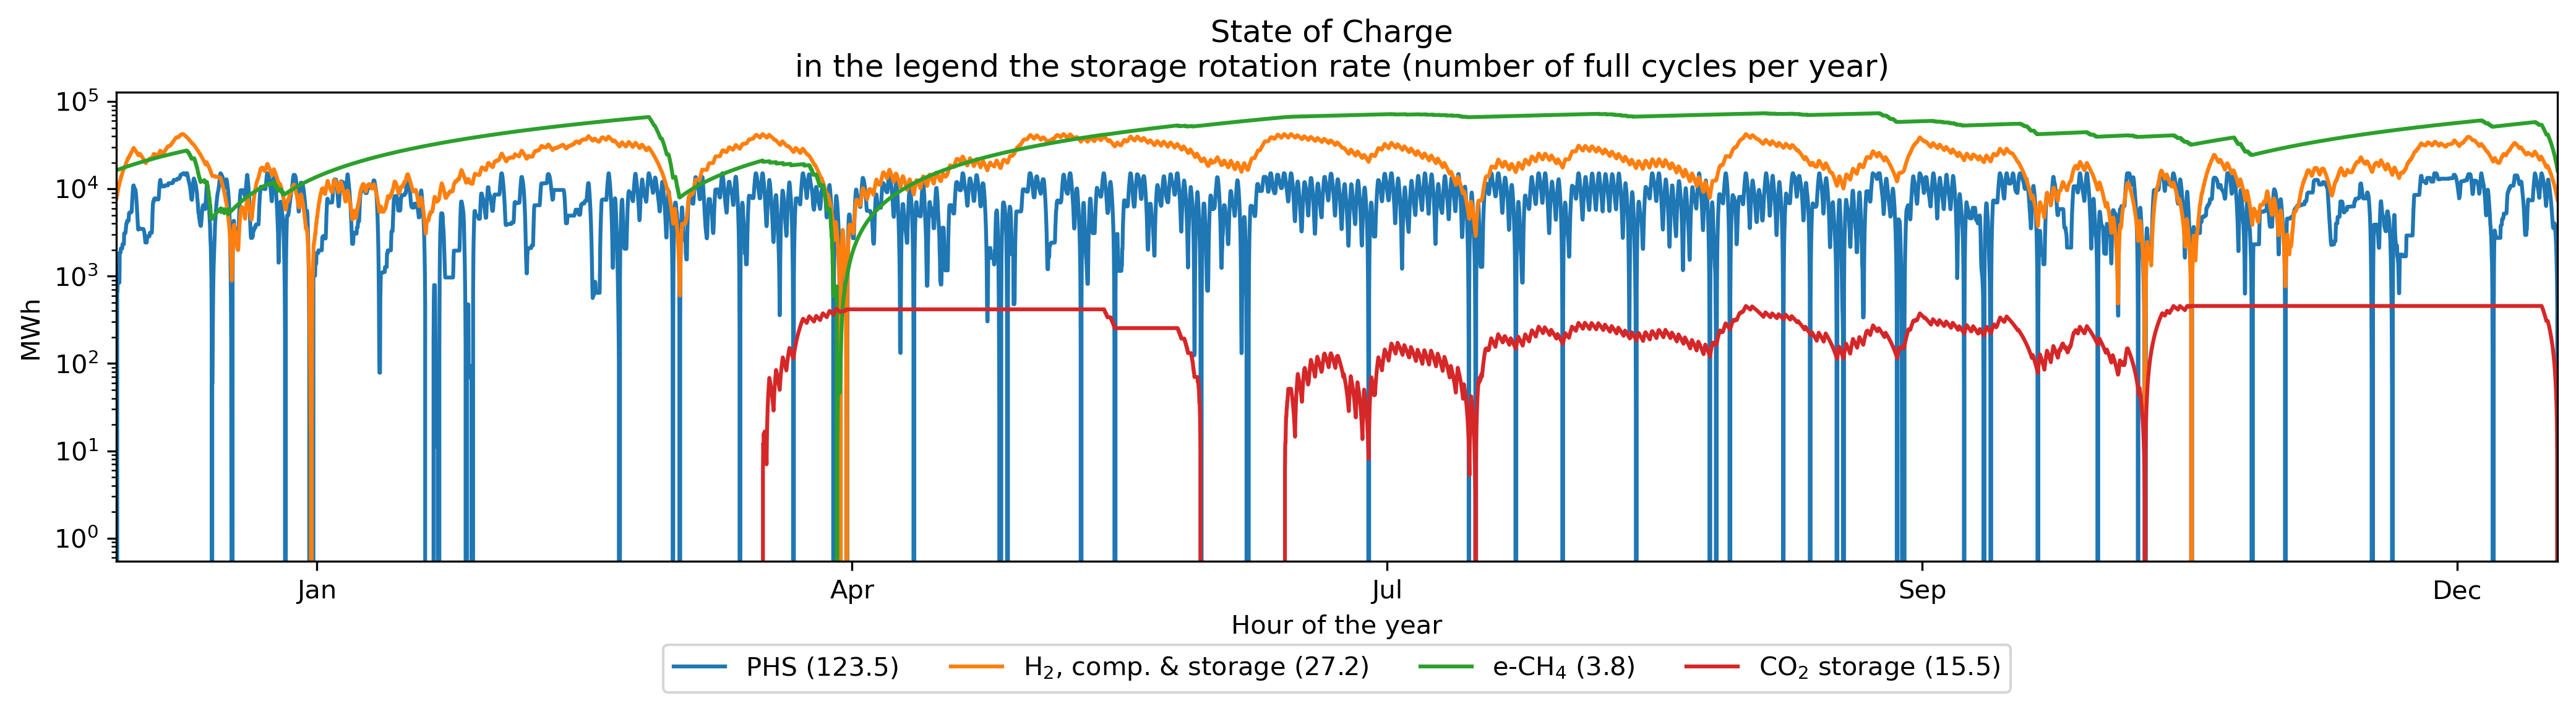 State of Charge
in the legend the storage rotation rate (number of full cycles per year)
10⁵
10⁴
10³
10²
10¹
10⁰
MWh
Jan Apr Jul Sep Dec
Hour of the year
PHS (123.5) H₂, comp. & storage (27.2) e-CH₄ (3.8) CO₂ storage (15.5)